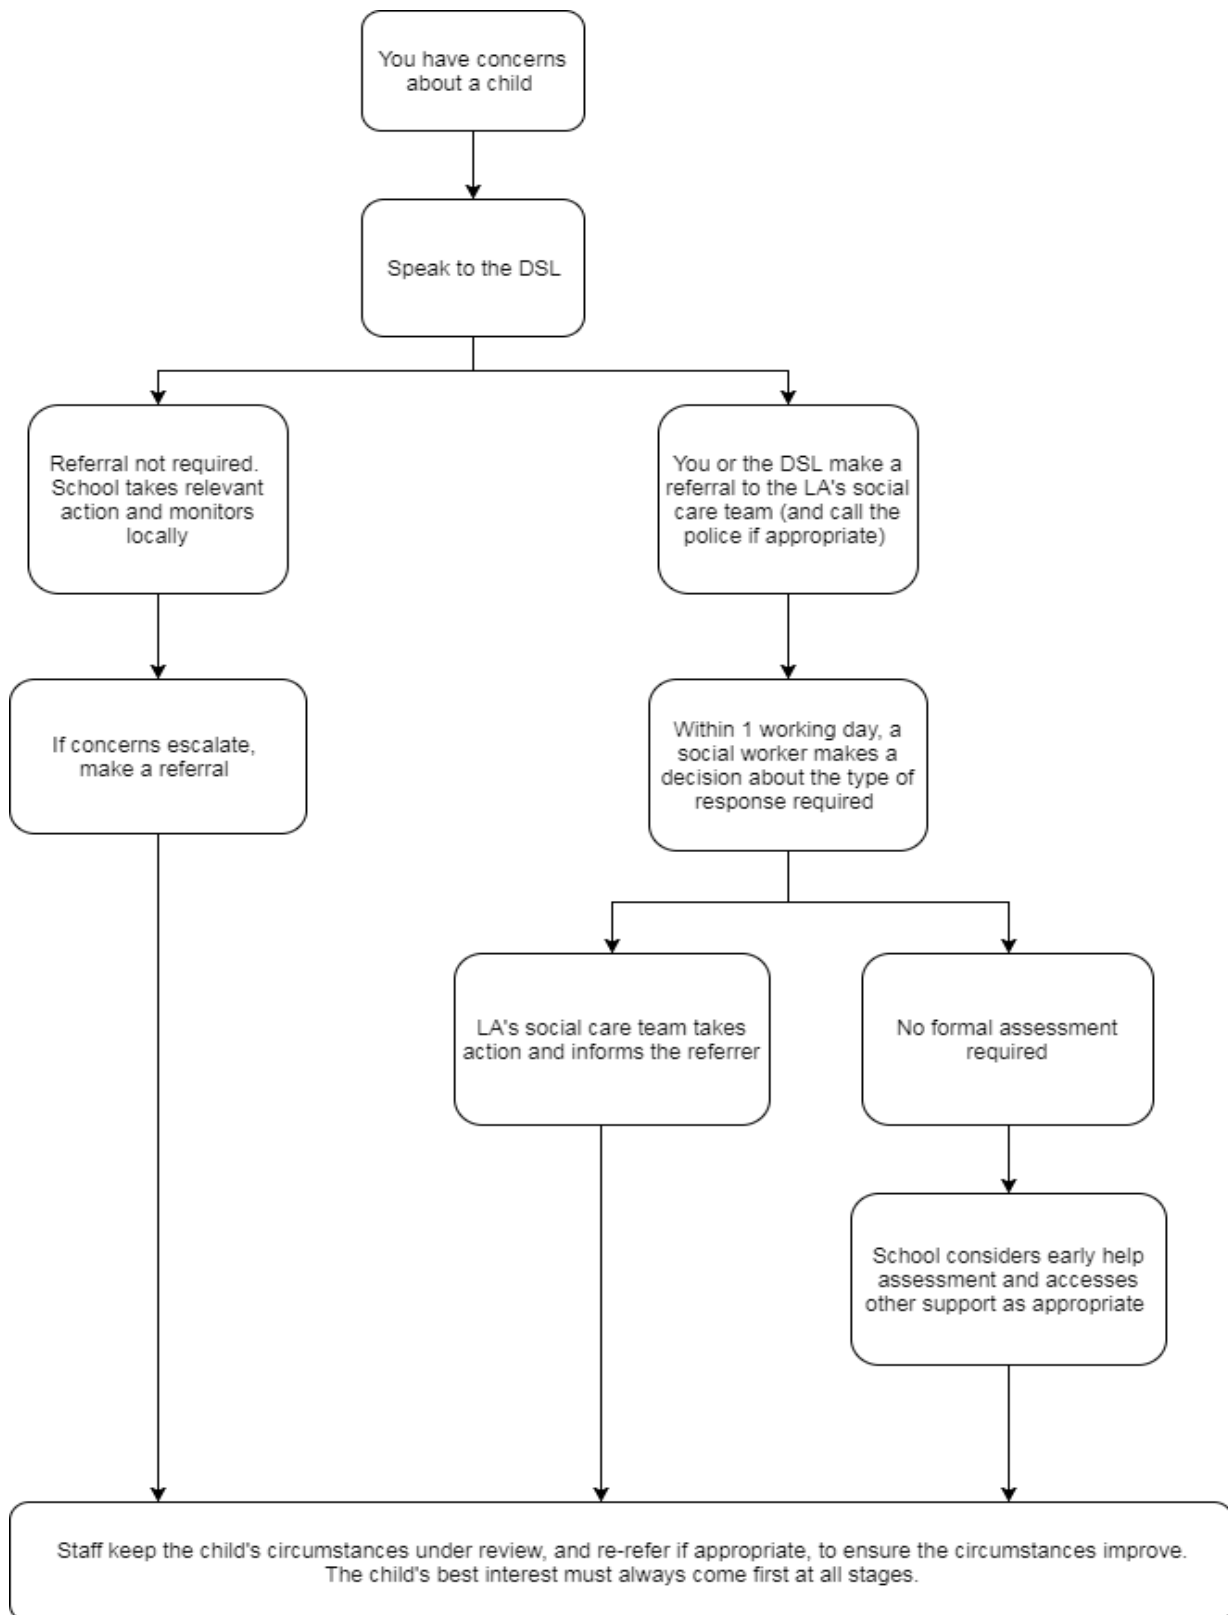 You have concerns
about a child
Speak to the DSL
Referral not required.
School takes relevant
action and monitors
locally
You or the DSL make a
referral to the LA's social
care team (and call the
police if appropriate)
If concerns escalate,
make a referral
Within 1 working day, a
social worker makes a
decision about the type of
response required
LA's social care team takes
action and informs the referrer
No formal assessment
required
School considers early help
assessment and accesses
other support as appropriate
Staff keep the child's circumstances under review, and re-refer if appropriate, to ensure the circumstances improve.
The child's best interest must always come first at all stages.